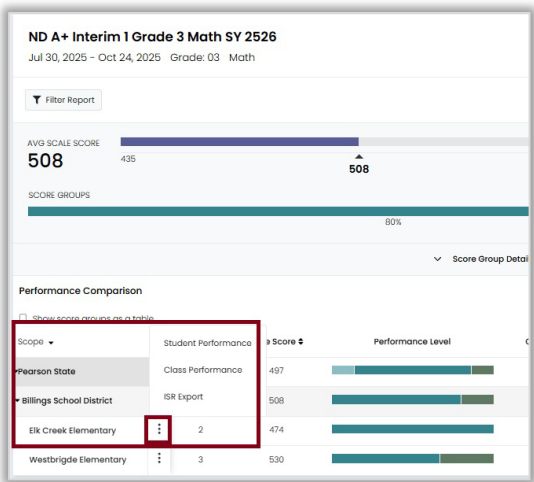 ND A+ Interim 1 Grade 3 Math SY 2526
Jul 30, 2025 - Oct 24, 2025 Grade: 03 Math
Filter Report
AVG SCALE SCORE
508
435
508
SCORE GROUPS
80%
Score Group Detail
Performance Comparison
Show score groups as a table
Scope
Student Performance
e Score
Performance Level
Pearson State
Class Performance
497
Billings School District
ISR Export
508
Elk Creek Elementary
2
474
Westbrigde Elementary
3
530